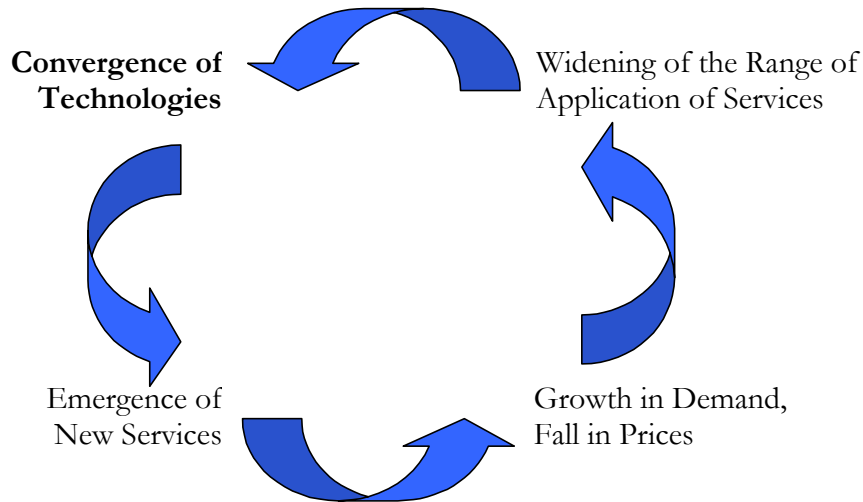 Convergence of
Technologies
Widening of the Range of
Application of Services
Emergence of
New Services
Growth in Demand,
Fall in Prices